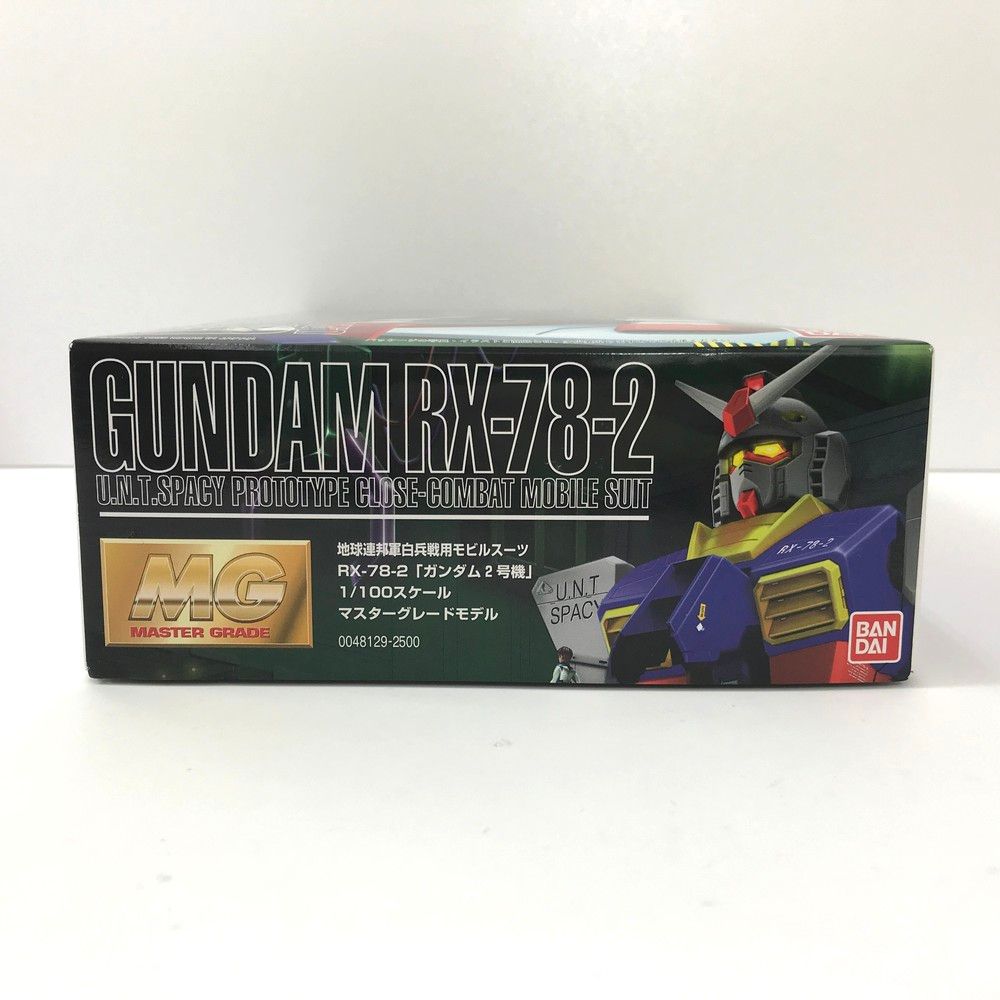 GUNDAM RX-78-2
U.N.T.SPACY PROTOTYPE CLOSE-COMBAT MOBILE SUIT
MG
MASTER GRADE
地球連邦軍白兵戦用モビルスーツ
RX-78-2「ガンダム2号機」
1/100スケール
マスターグレードモデル
0048129-2500
U.N.T
SPACY
RX-78-2
BAN
DAI